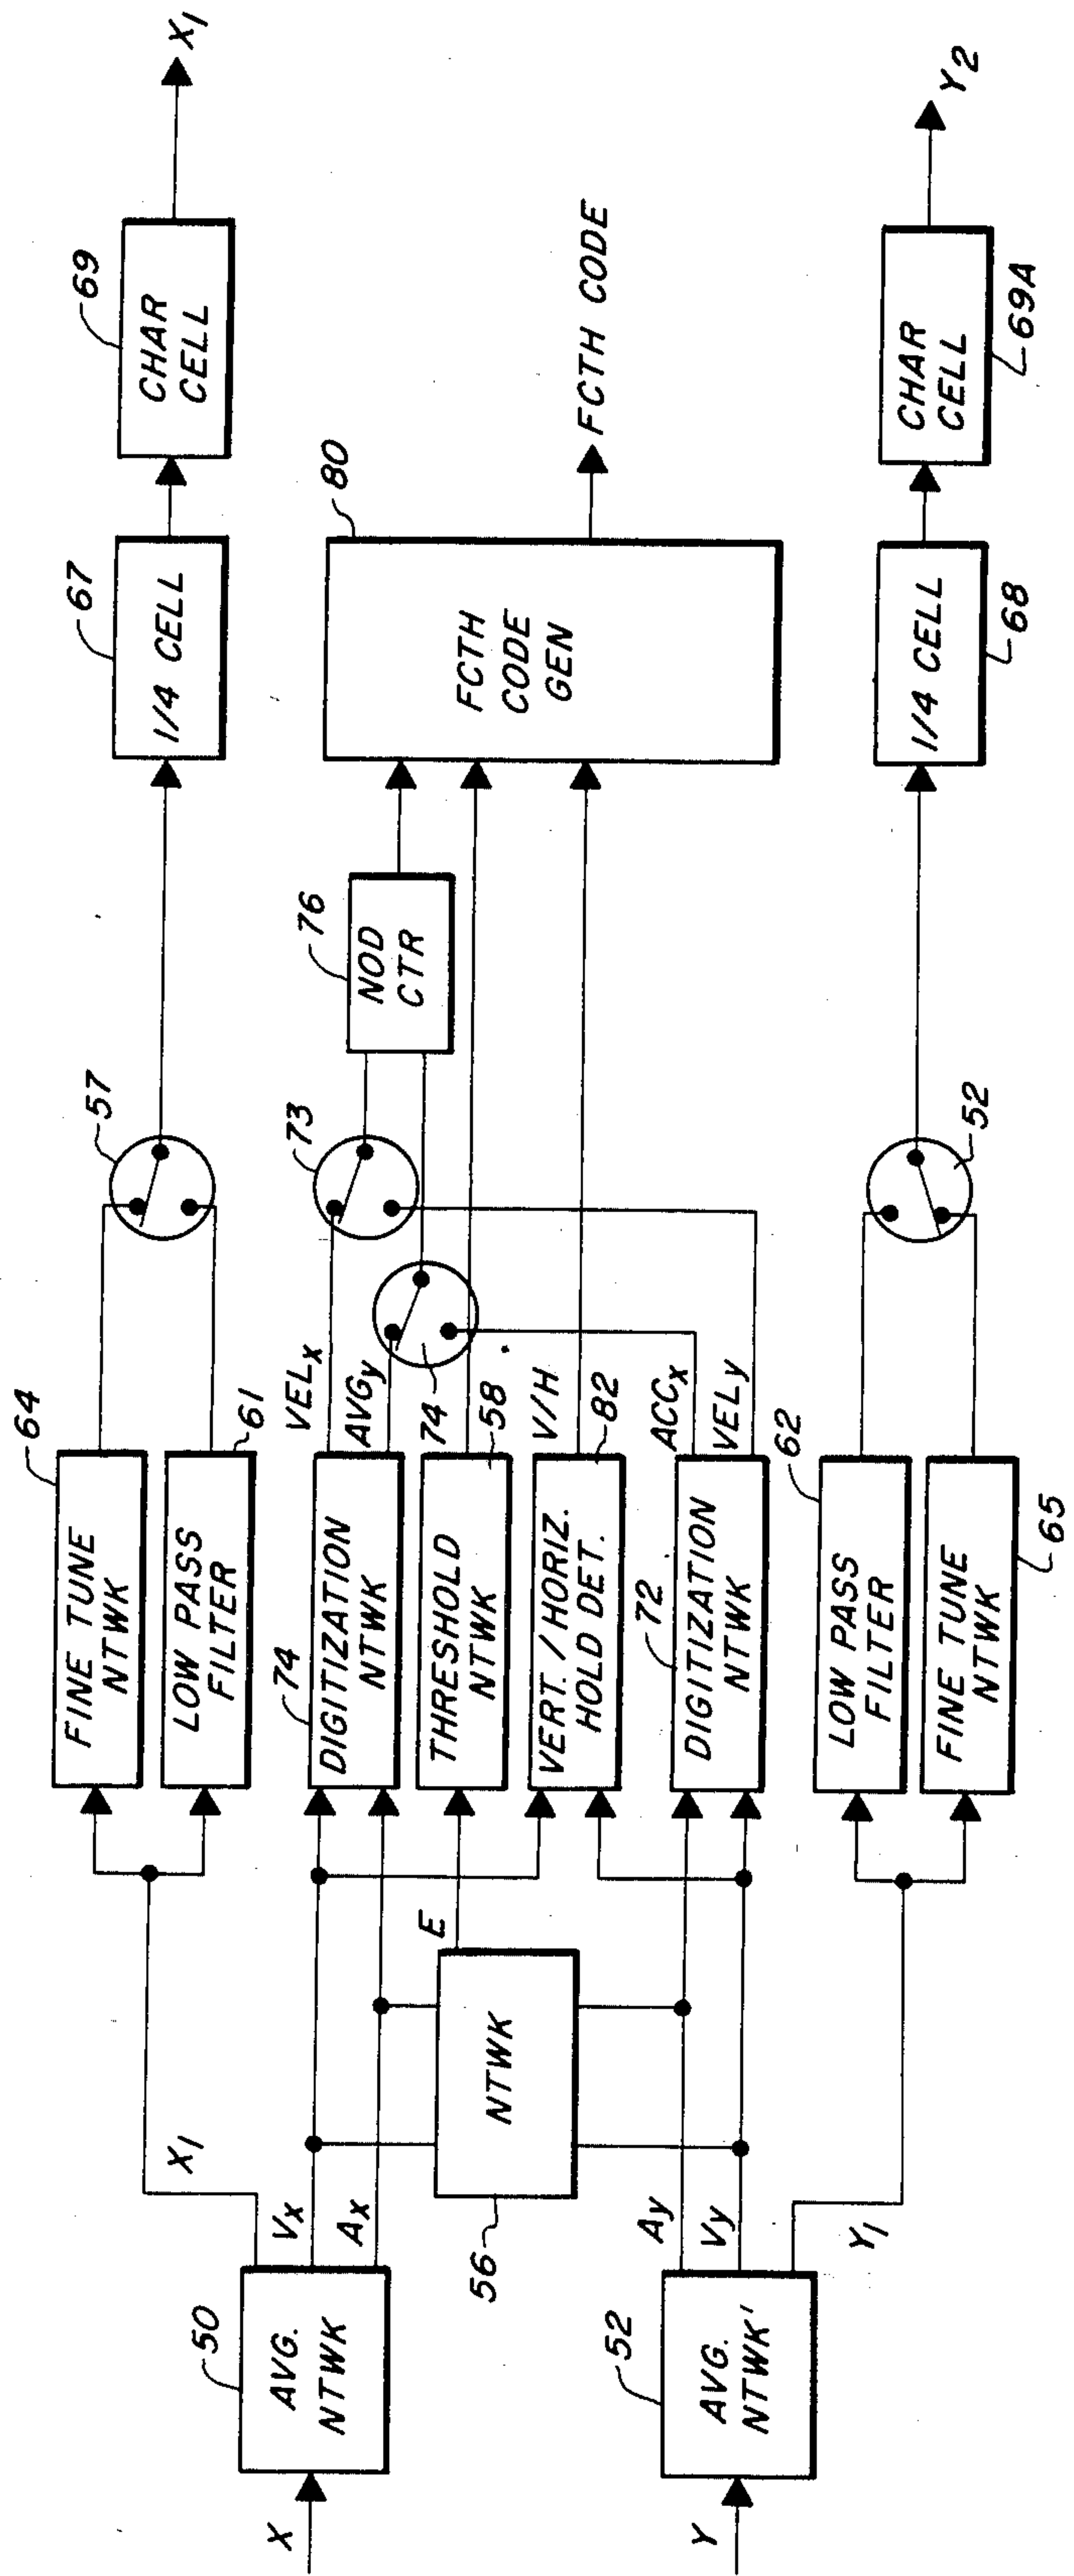 X
50
AVG.
NTWK
X1
Vx
Ax
64
FINE TUNE
NTWK
LOW PASS
FILTER
61
57
67
1/4 CELL
69
CHAR
CELL
X1
74
DIGITIZATION
NTWK
VELx
AVGy
73
74
THRESHOLD
NTWK
58
VERT./HORIZ.
HOLD DET.
V/H
82
76
NOD
CTR
80
FCTH
CODE
GEN
FCTH CODE
56
NTWK
E
72
DIGITIZATION
NTWK
ACCx
VELy
Y
52
AVG.
NTWK'
Ay
Vy
Y1
62
LOW PASS
FILTER
FINE TUNE
NTWK
65
52
1/4 CELL
68
CHAR
CELL
69A
Y2